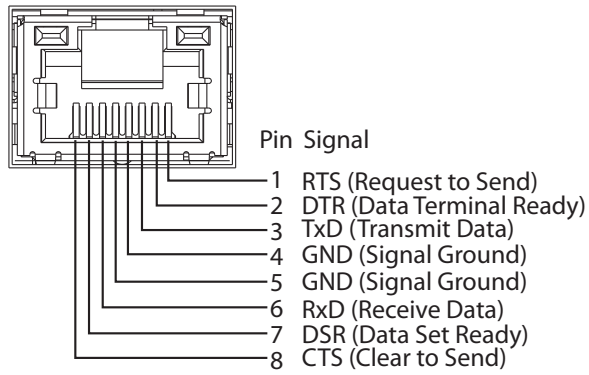 Pin Signal
1 RTS (Request to Send)
2 DTR (Data Terminal Ready)
3 TxD (Transmit Data)
4 GND (Signal Ground)
5 GND (Signal Ground)
6 RxD (Receive Data)
7 DSR (Data Set Ready)
8 CTS (Clear to Send)